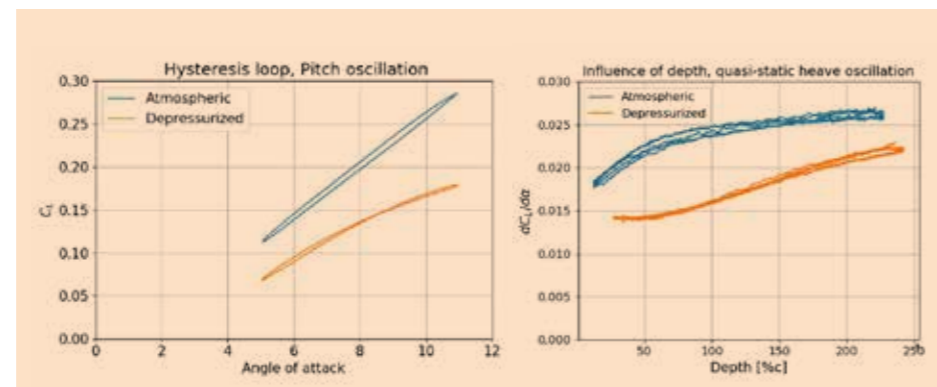 Hysteresis loop, Pitch oscillation
0.30
0.25
0.20
0.15
0.10
0.05
0.00
C_L
Atmospheric
Depressurized
0 2 4 6 8 10 12
Angle of attack
Influence of depth, quasi-static heave oscillation
0.030
0.025
0.020
0.015
0.010
0.005
0.000
dC_L/dα
Atmospheric
Depressurized
50 100 150 200 250
Depth [%c]